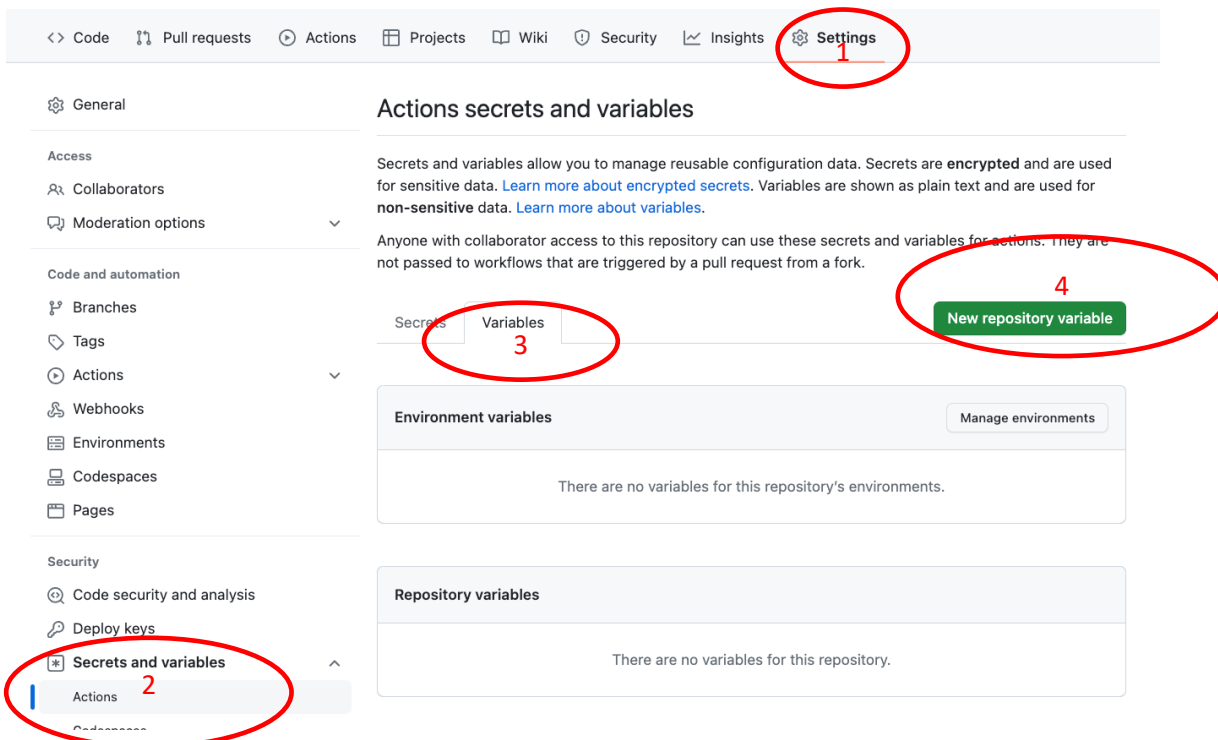 Code Pull requests Actions Projects Wiki Security Insights Settings
1
General
Access
Collaborators
Moderation options
Code and automation
Branches
Tags
Actions
Webhooks
Environments
Codespaces
Pages
Security
Code security and analysis
Deploy keys
Secrets and variables
2
Actions
Codespaces
Actions secrets and variables
Secrets and variables allow you to manage reusable configuration data. Secrets are encrypted and are used
for sensitive data. Learn more about encrypted secrets. Variables are shown as plain text and are used for
non-sensitive data. Learn more about variables.
Anyone with collaborator access to this repository can use these secrets and variables for actions. They are
not passed to workflows that are triggered by a pull request from a fork.
4
Secrets Variables New repository variable
3
Environment variables Manage environments
There are no variables for this repository's environments.
Repository variables
There are no variables for this repository.